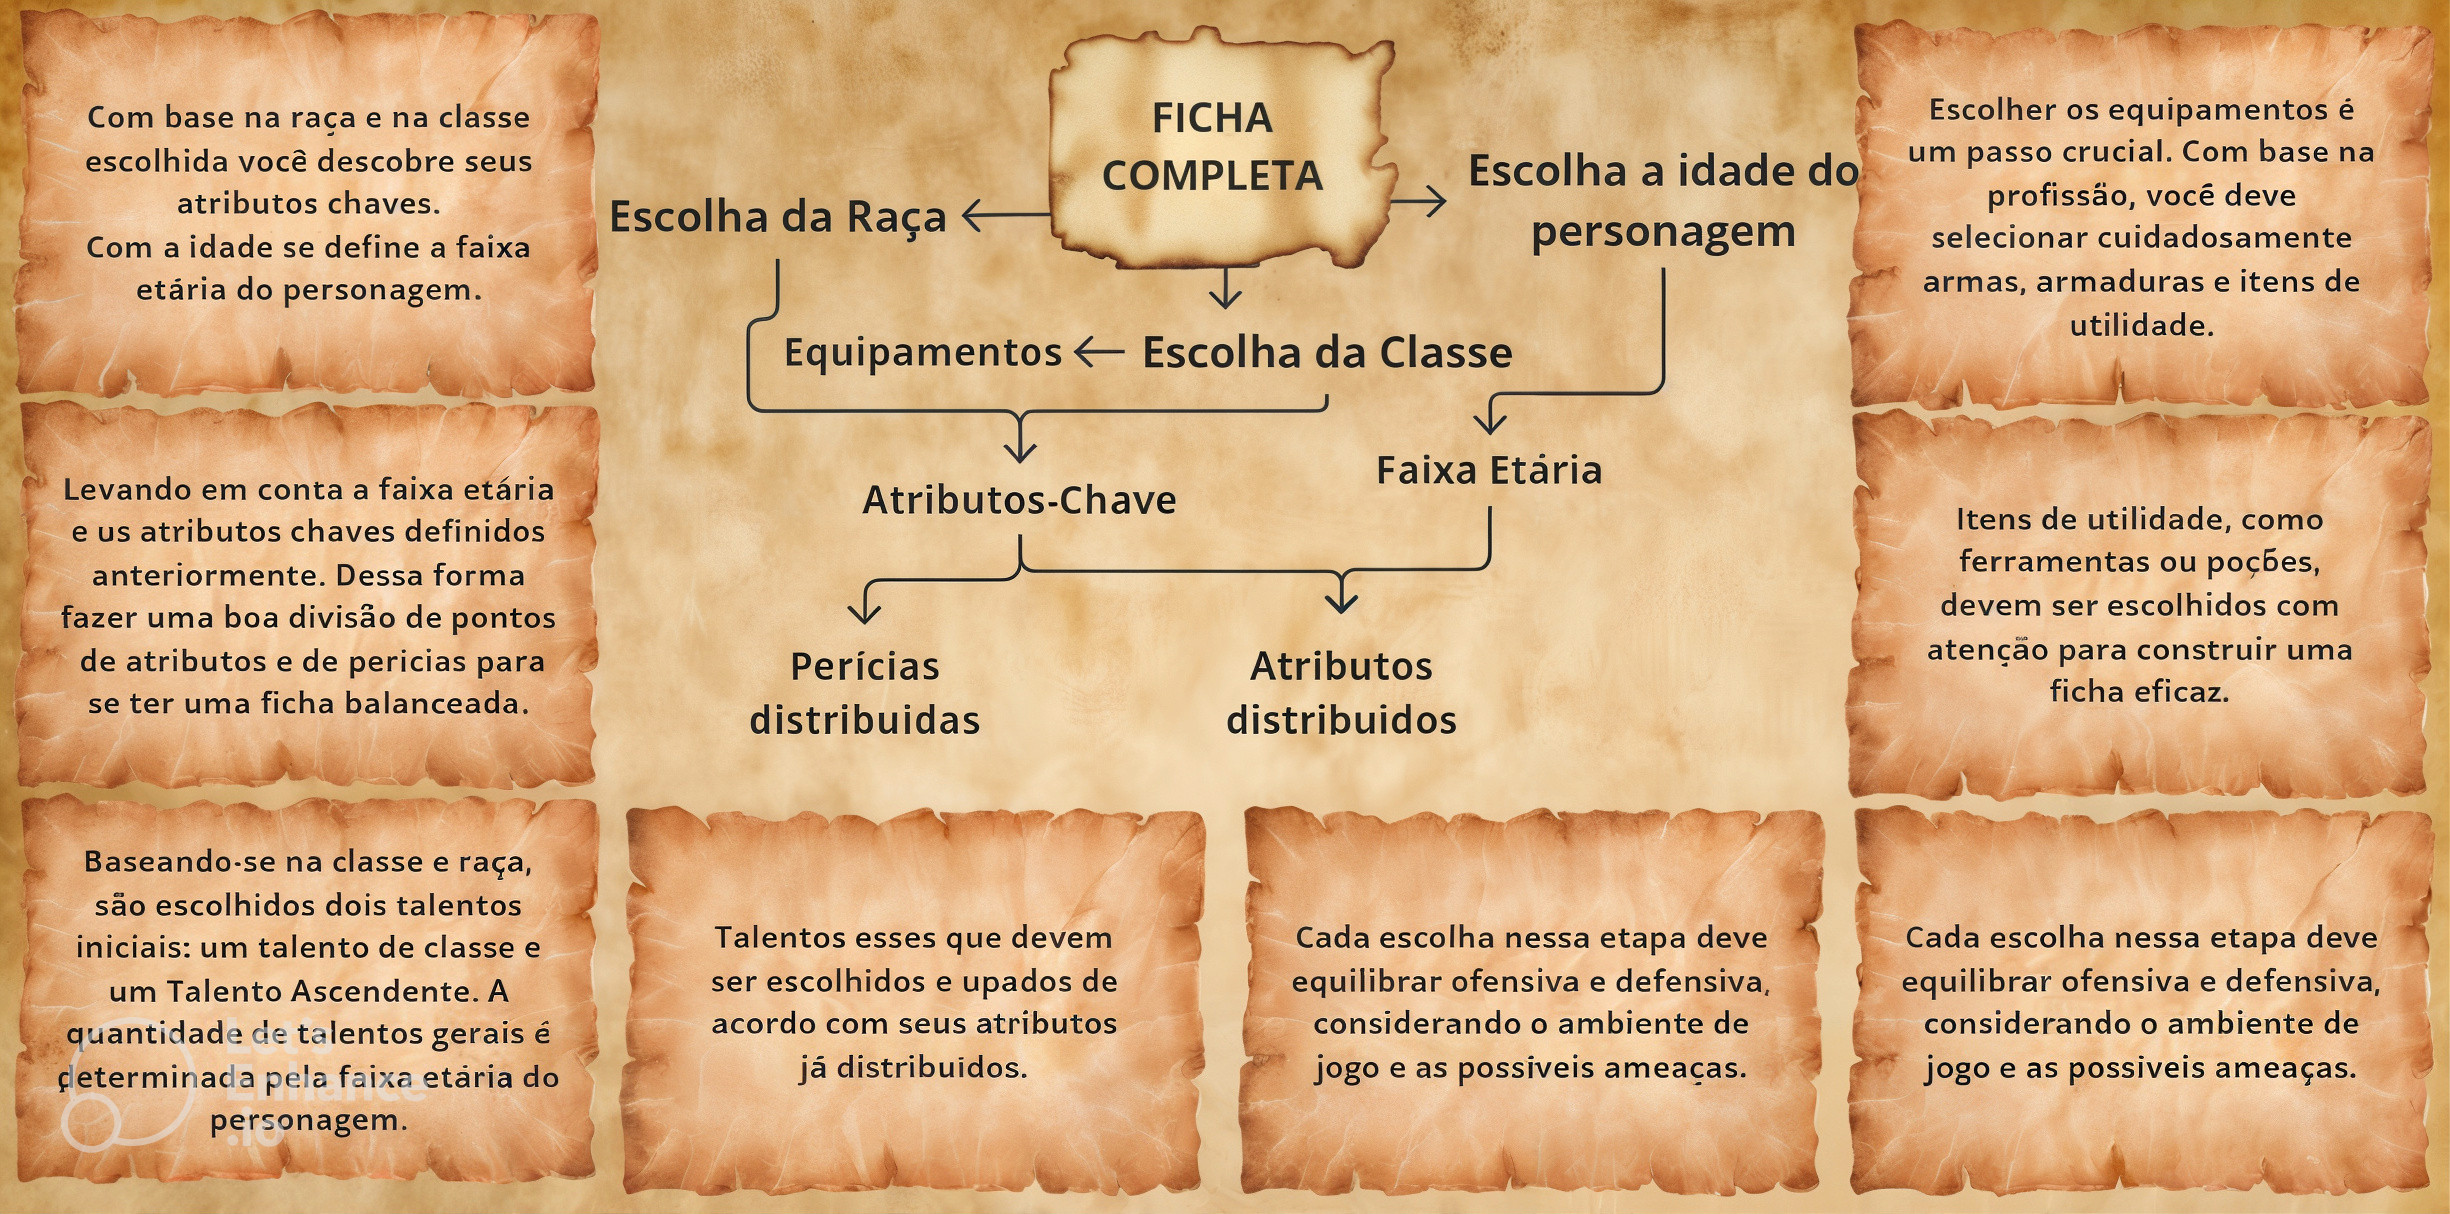 Com base na raça e na classe
escolhida você descobre seus
atributos chaves.
Com a idade se define a faixa
etária do personagem.
Levando em conta a faixa etária
e us atributos chaves definidos
anteriormente. Dessa forma
fazer uma boa divisão de pontos
de atributos e de pericias para
se ter uma ficha balanceada.
Baseando-se na classe e raça,
são escolhidos dois talentos
iniciais: um talento de classe e
um Talento Ascendente. A
quantidade de talentos gerais é
determinada pela faixa etária do
personagem.
Let's
Enhance
.io
FICHA
COMPLETA
Escolha da Raça
Escolha a idade do
personagem
Equipamentos
Escolha da Classe
Atributos-Chave
Faixa Etária
Perícias
distribuidas
Atributos
distribuidos
Talentos esses que devem
ser escolhidos e upados de
acordo com seus atributos
já distribuidos.
Cada escolha nessa etapa deve
equilibrar ofensiva e defensiva,
considerando o ambiente de
jogo e as possiveis ameaças.
Escolher os equipamentos é
um passo crucial. Com base na
profissão, você deve
selecionar cuidadosamente
armas, armaduras e itens de
utilidade.
Itens de utilidade, como
ferramentas ou poções,
devem ser escolhidos com
atenção para construir uma
ficha eficaz.
Cada escolha nessa etapa deve
equilibrar ofensiva e defensiva,
considerando o ambiente de
jogo e as possiveis ameaças.